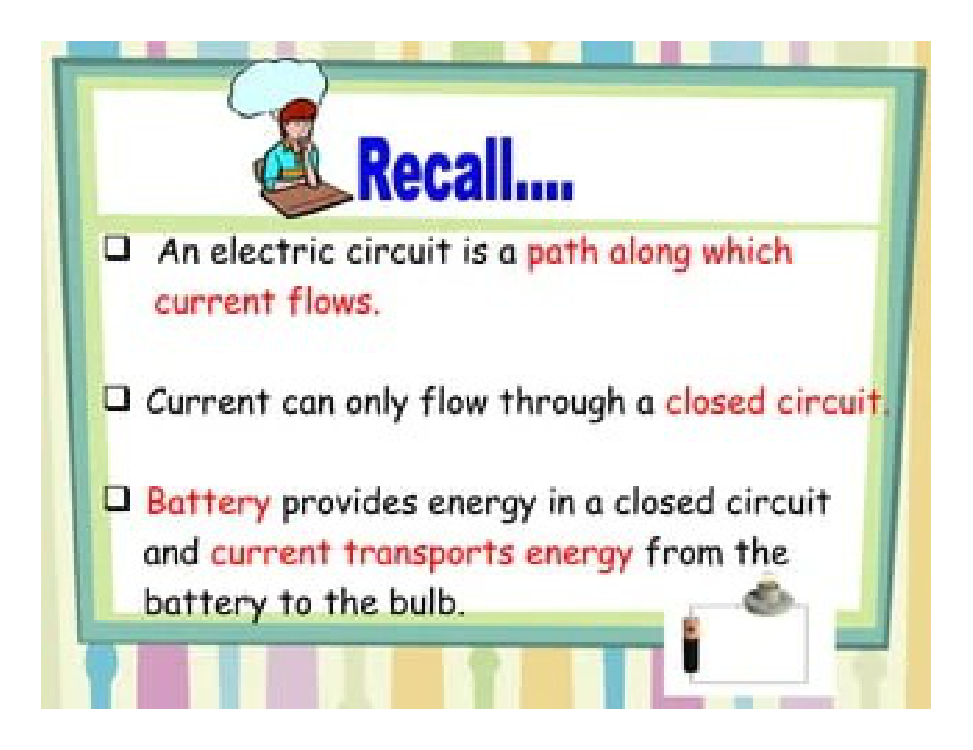 Recall....
An electric circuit is a path along which
current flows.
Current can only flow through a closed circuit.
Battery provides energy in a closed circuit
and current transports energy from the
battery to the bulb.